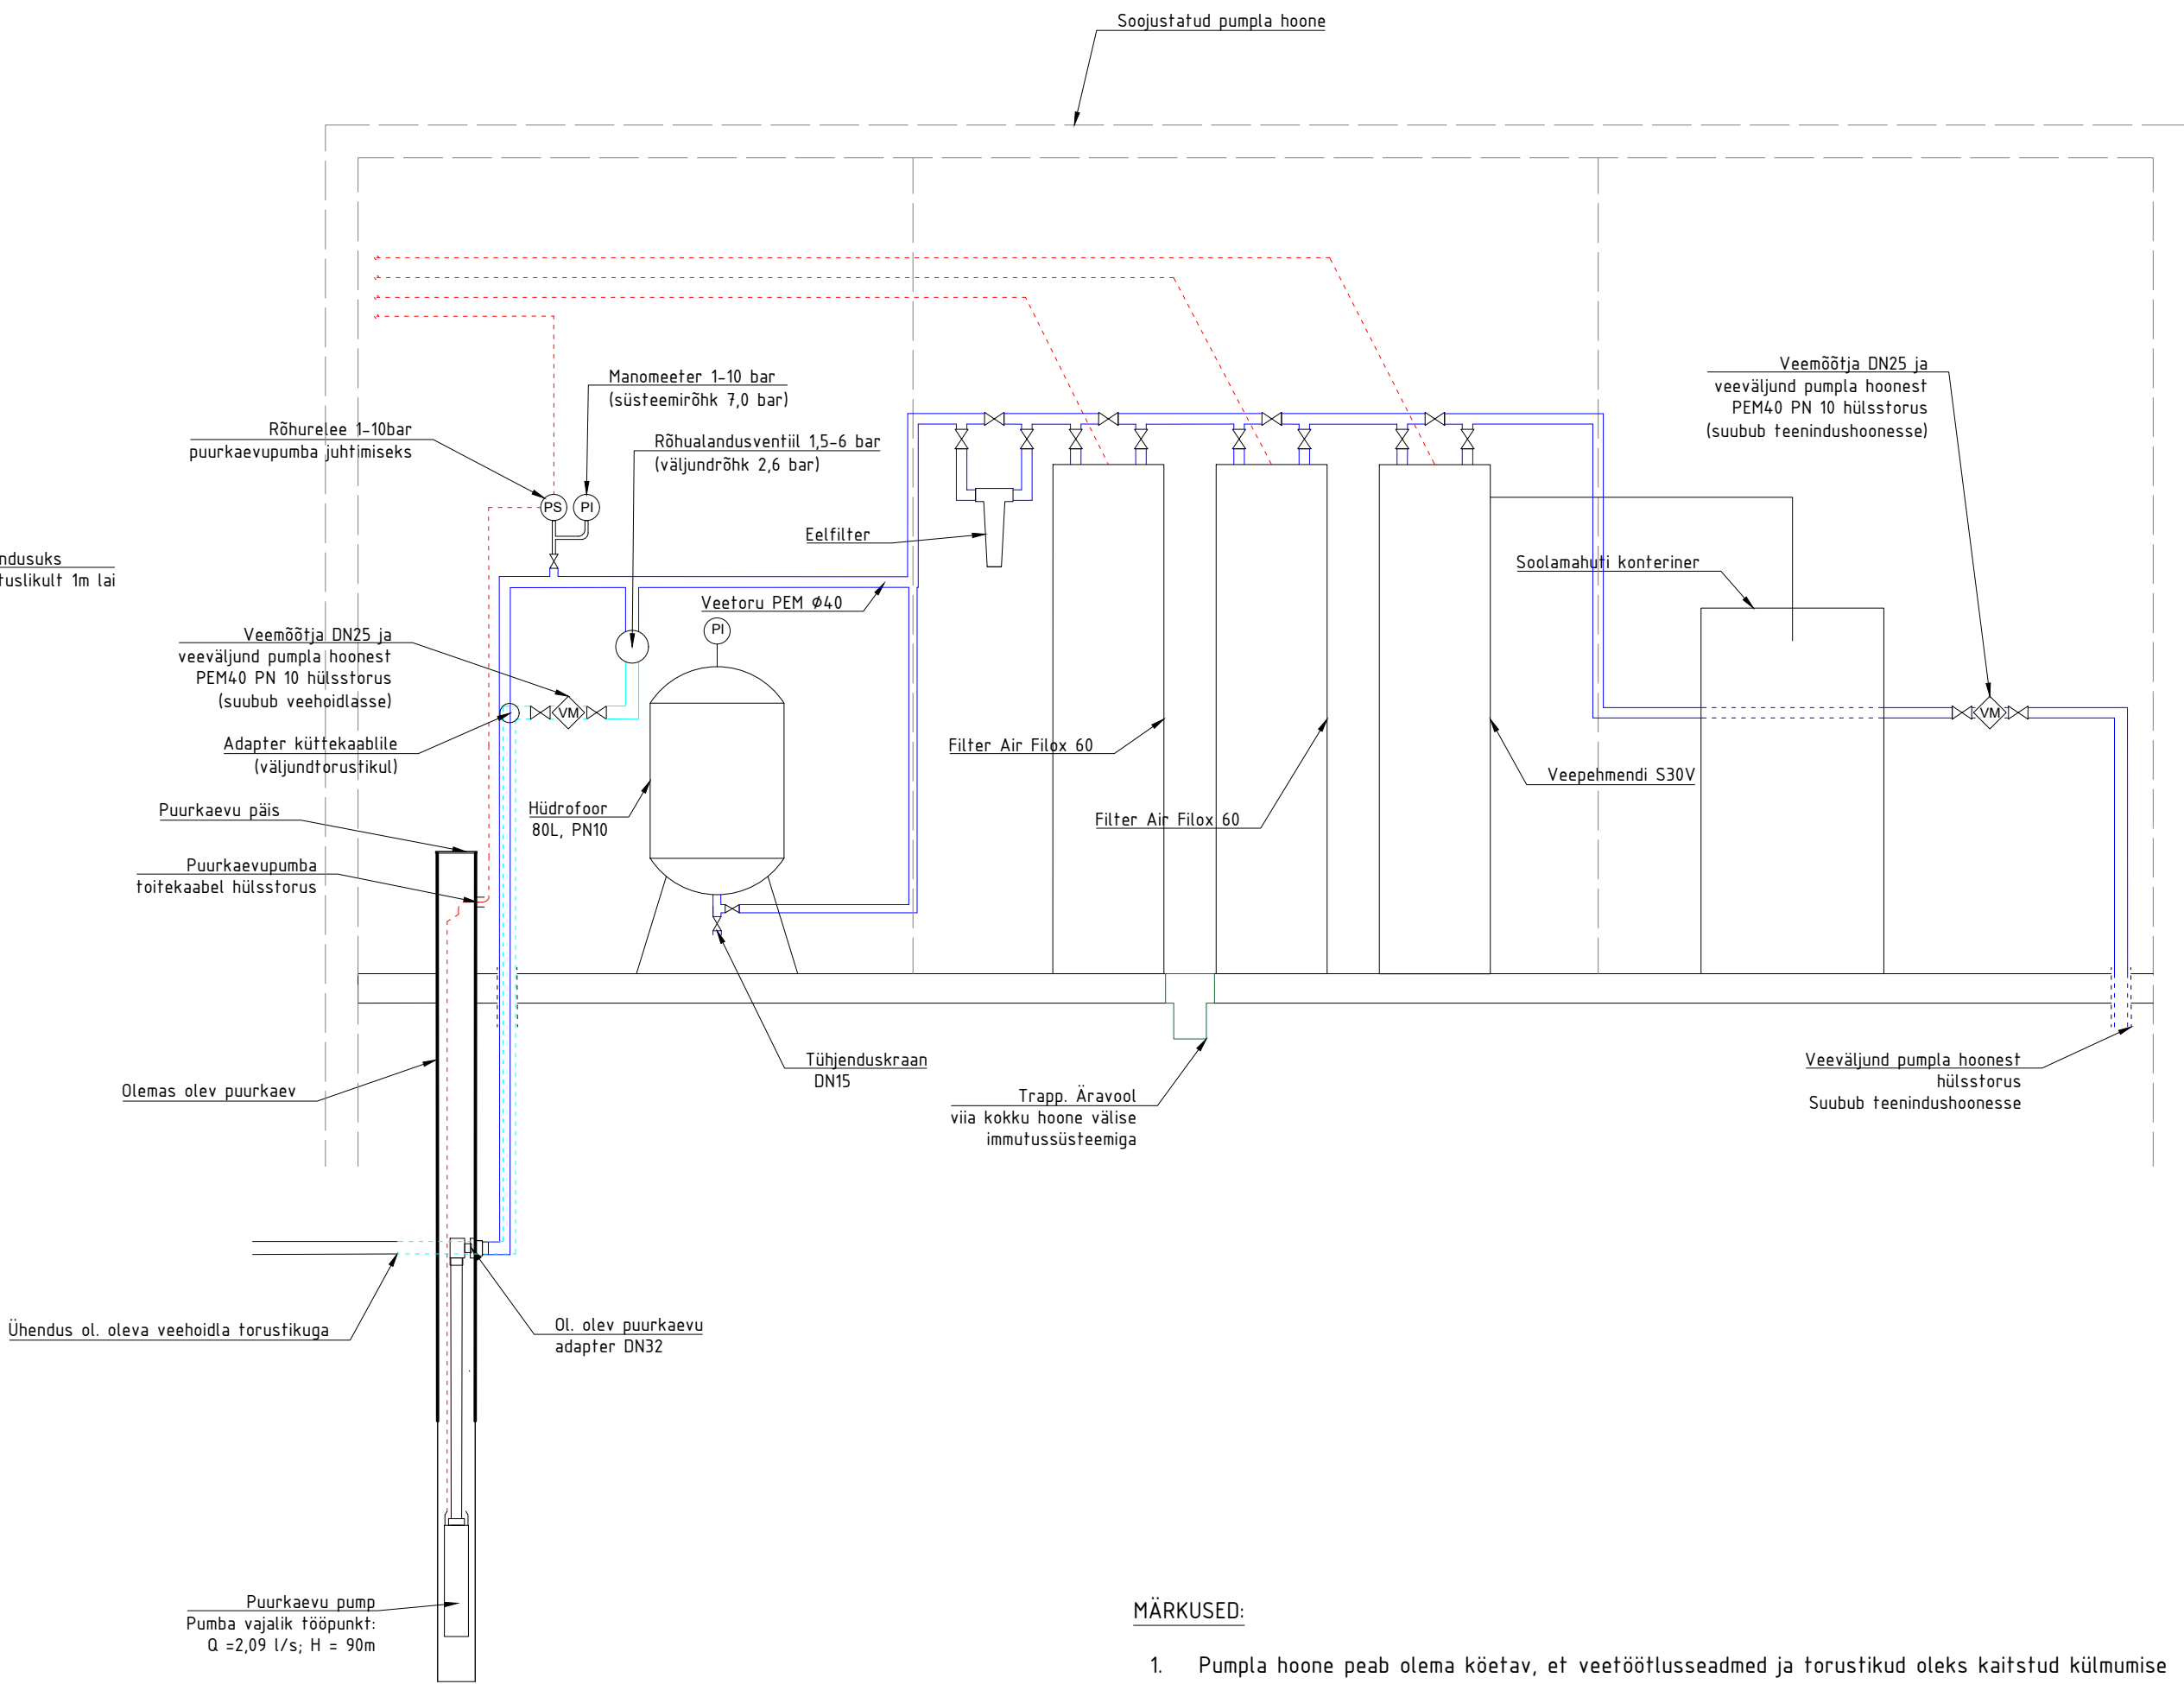 Soojustatud pumpla hoone
Manomeeter 1-10 bar
(süsteemirõhk 7,0 bar)
Rõhurelee 1-10bar
puurkaevupumba juhtimiseks
Rõhualandusventiil 1,5-6 bar
(väljundrõhk 2,6 bar)
Veemõõtja DN25 ja
veeväljund pumpla hoonest
PEM40 PN 10 hülsstorus
(suubub teenindushoonesse)
PS
PI
Eelfilter
ndusuks
tuslikult 1m lai
Soolamahuti konteriner
Veetoru PEM Ø40
PI
Veemõõtja DN25 ja
veeväljund pumpla hoonest
PEM40 PN 10 hülsstorus
(suubub veehoidlasse)
VM
VM
Adapter küttekaablile
(väljundtorustikul)
Filter Air Filox 60
Veepehmendi S30V
Puurkaevu päis
Hüdrofoor
80L, PN10
Filter Air Filox 60
Puurkaevupumba
toitekaabel hülsstorus
Tühjenduskraan
DN15
Olemas olev puurkaev
Trapp. Äravool
viia kokku hoone välise
immutussüsteemiga
Veeväljund pumpla hoonest
hülsstorus
Suubub teenindushoonesse
Ühendus ol. oleva veehoidla torustikuga
Ol. olev puurkaevu
adapter DN32
Puurkaevu pump
Pumba vajalik tööpunkt:
Q =2,09 l/s; H = 90m
MÄRKUSED:
1. Pumpla hoone peab olema köetav, et veetöötlusseadmed ja torustikud oleks kaitstud külmumise